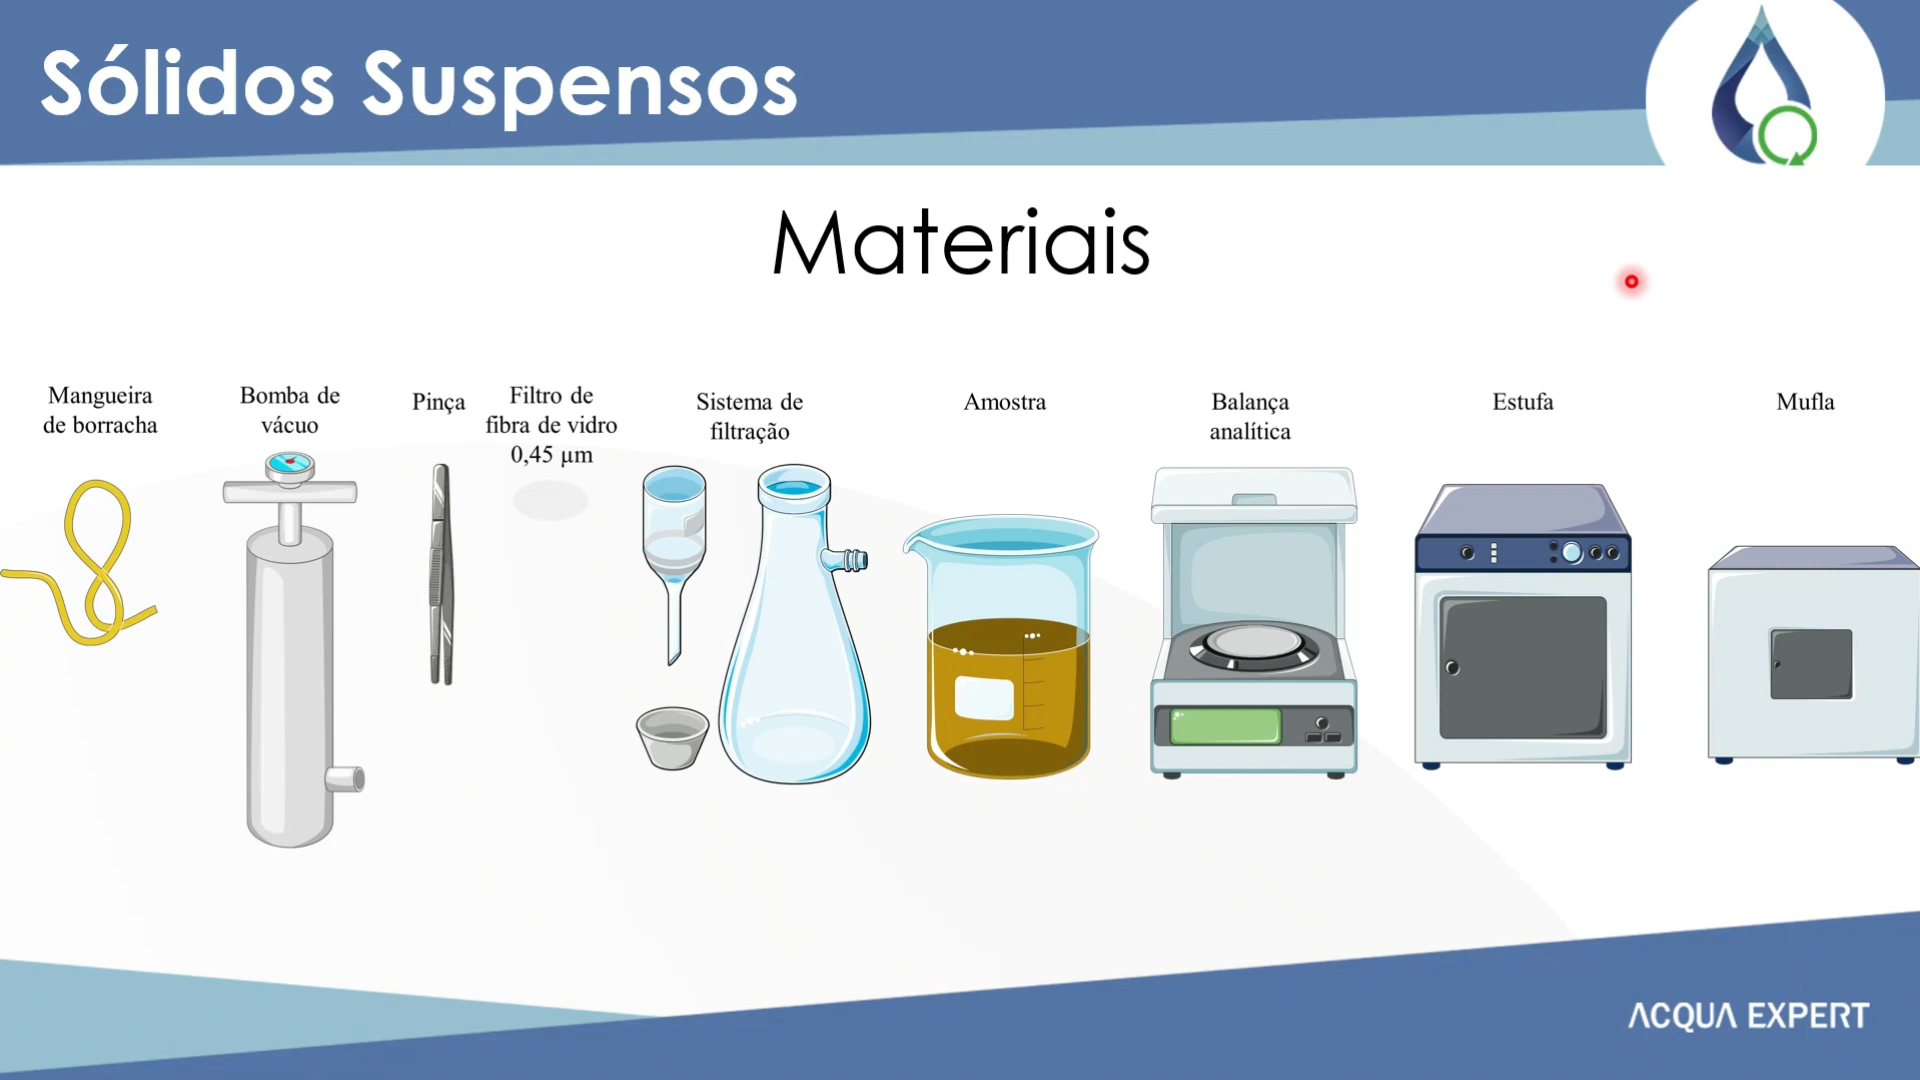 Sólidos Suspensos
Materiais
Mangueira
de borracha
Bomba de
vácuo
Pinça
Filtro de
fibra de vidro
0,45 µm
Sistema de
filtração
Amostra
Balança
analítica
Estufa
Mufla
ACQUA EXPERT